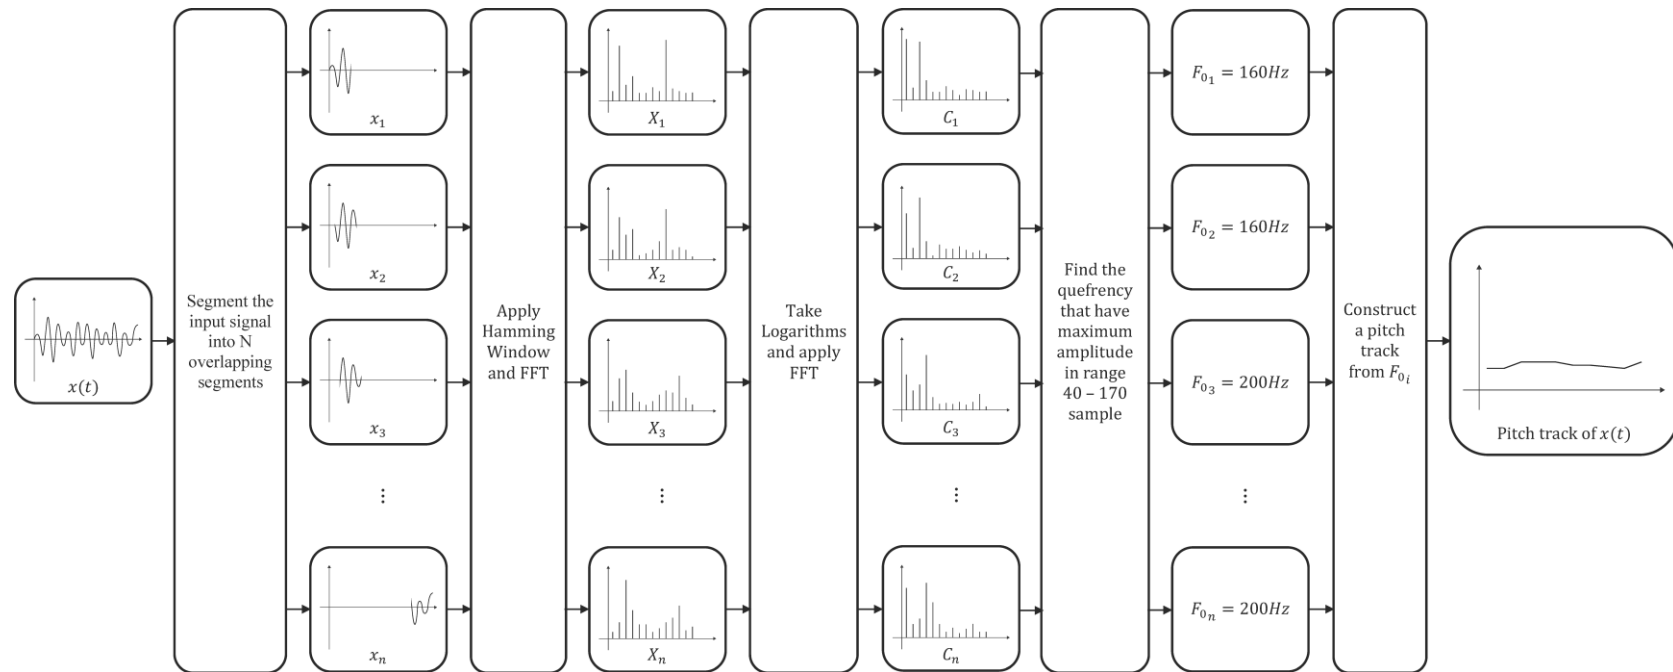 x(t)
Segment the
input signal
into N
overlapping
segments
x₁
x₂
x₃
⋮
xₙ
Apply
Hamming
Window
and FFT
X₁
X₂
X₃
⋮
Xₙ
Take
Logarithms
and apply
FFT
C₁
C₂
C₃
⋮
Cₙ
Find the
quefrency
that have
maximum
amplitude
in range
40 – 170
sample
F₀₁ = 160Hz
F₀₂ = 160Hz
F₀₃ = 200Hz
⋮
F₀ₙ = 200Hz
Construct
a pitch
track
from F₀ᵢ
Pitch track of x(t)